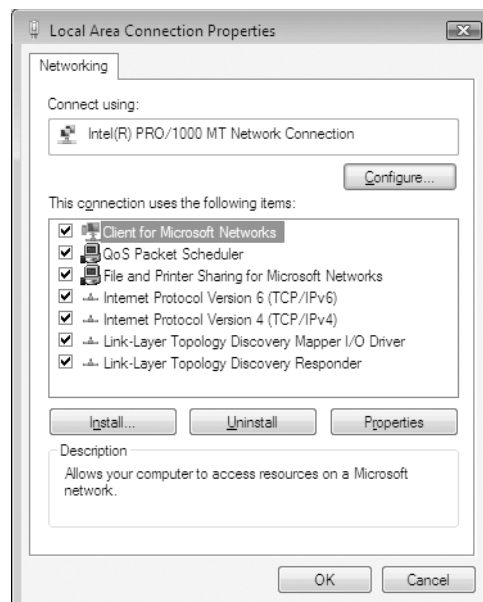 Local Area Connection Properties
Networking
Connect using:
Intel(R) PRO/1000 MT Network Connection
Configure...
This connection uses the following items:
Client for Microsoft Networks
QoS Packet Scheduler
File and Printer Sharing for Microsoft Networks
Internet Protocol Version 6 (TCP/IPv6)
Internet Protocol Version 4 (TCP/IPv4)
Link-Layer Topology Discovery Mapper I/O Driver
Link-Layer Topology Discovery Responder
Install... Uninstall Properties
Description
Allows your computer to access resources on a Microsoft
network.
OK Cancel